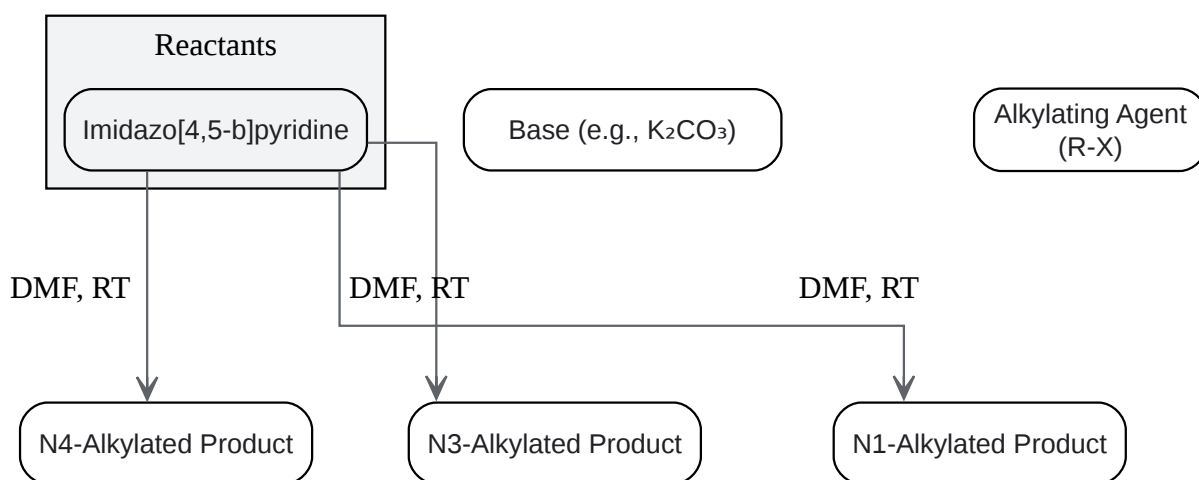 Reactants
Imidazo[4,5-b]pyridine
Base (e.g., K₂CO₃)
Alkylating Agent
(R-X)
DMF, RT
DMF, RT
DMF, RT
N4-Alkylated Product
N3-Alkylated Product
N1-Alkylated Product